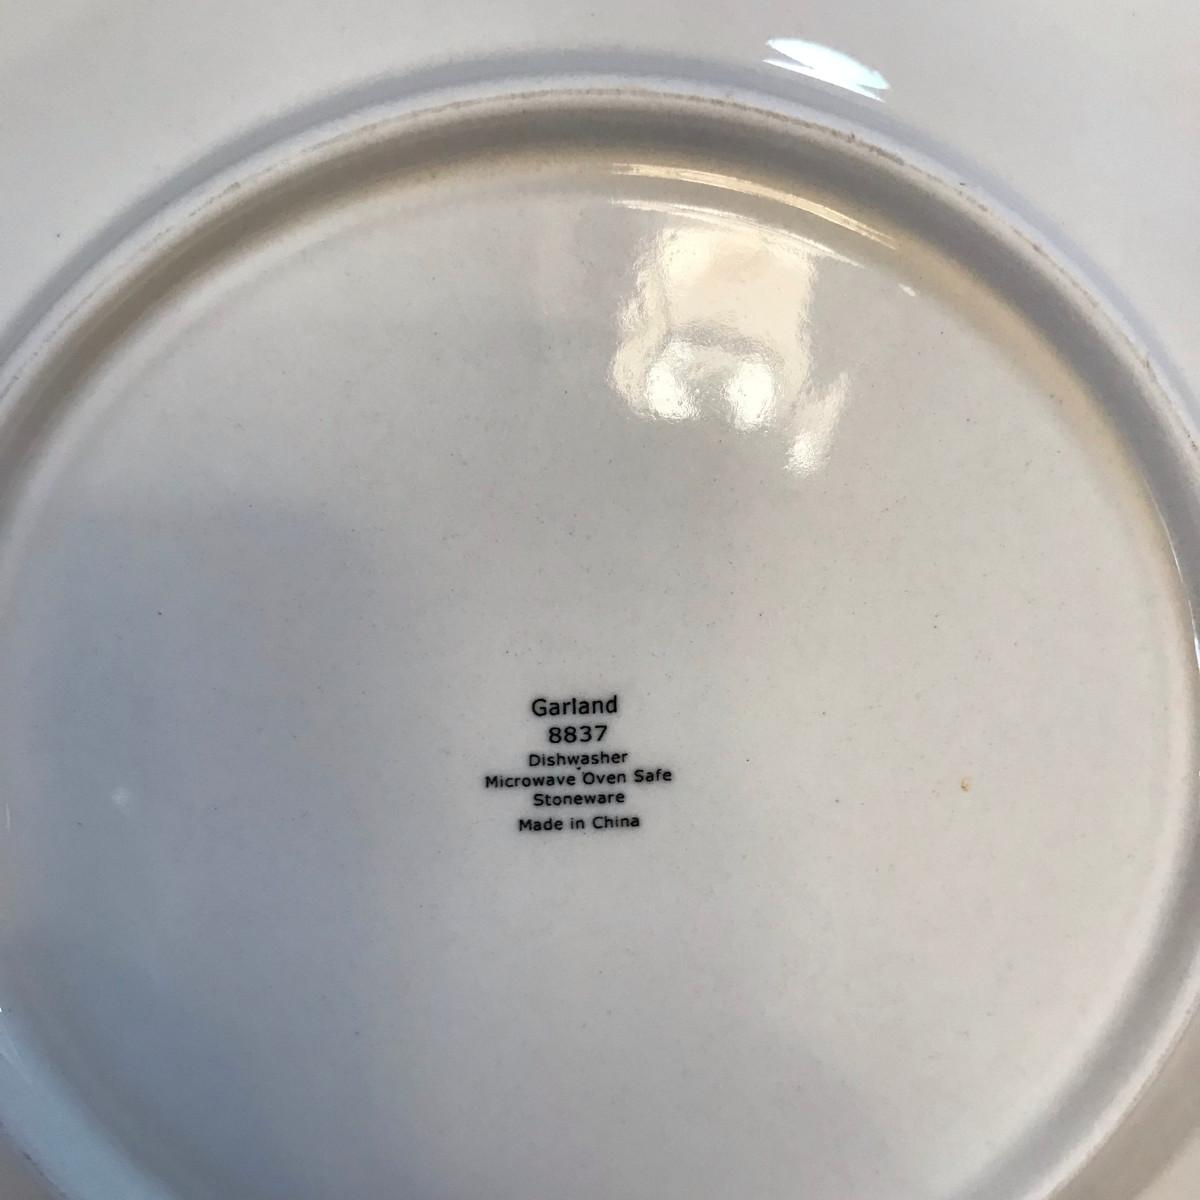 Garland
8837
Dishwasher
Microwave Oven Safe
Stoneware
Made in China